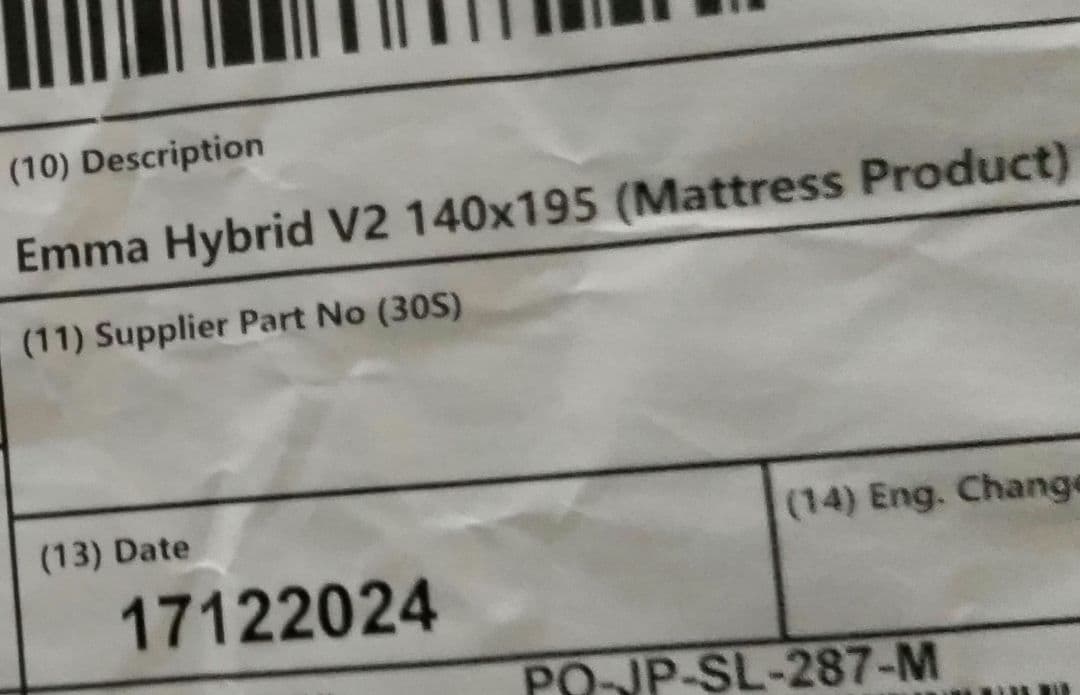 (10) Description
Emma Hybrid V2 140x195 (Mattress Product)
(11) Supplier Part No (30S)
(14) Eng. Change
(13) Date
17122024
PO-JP-SL-287-M